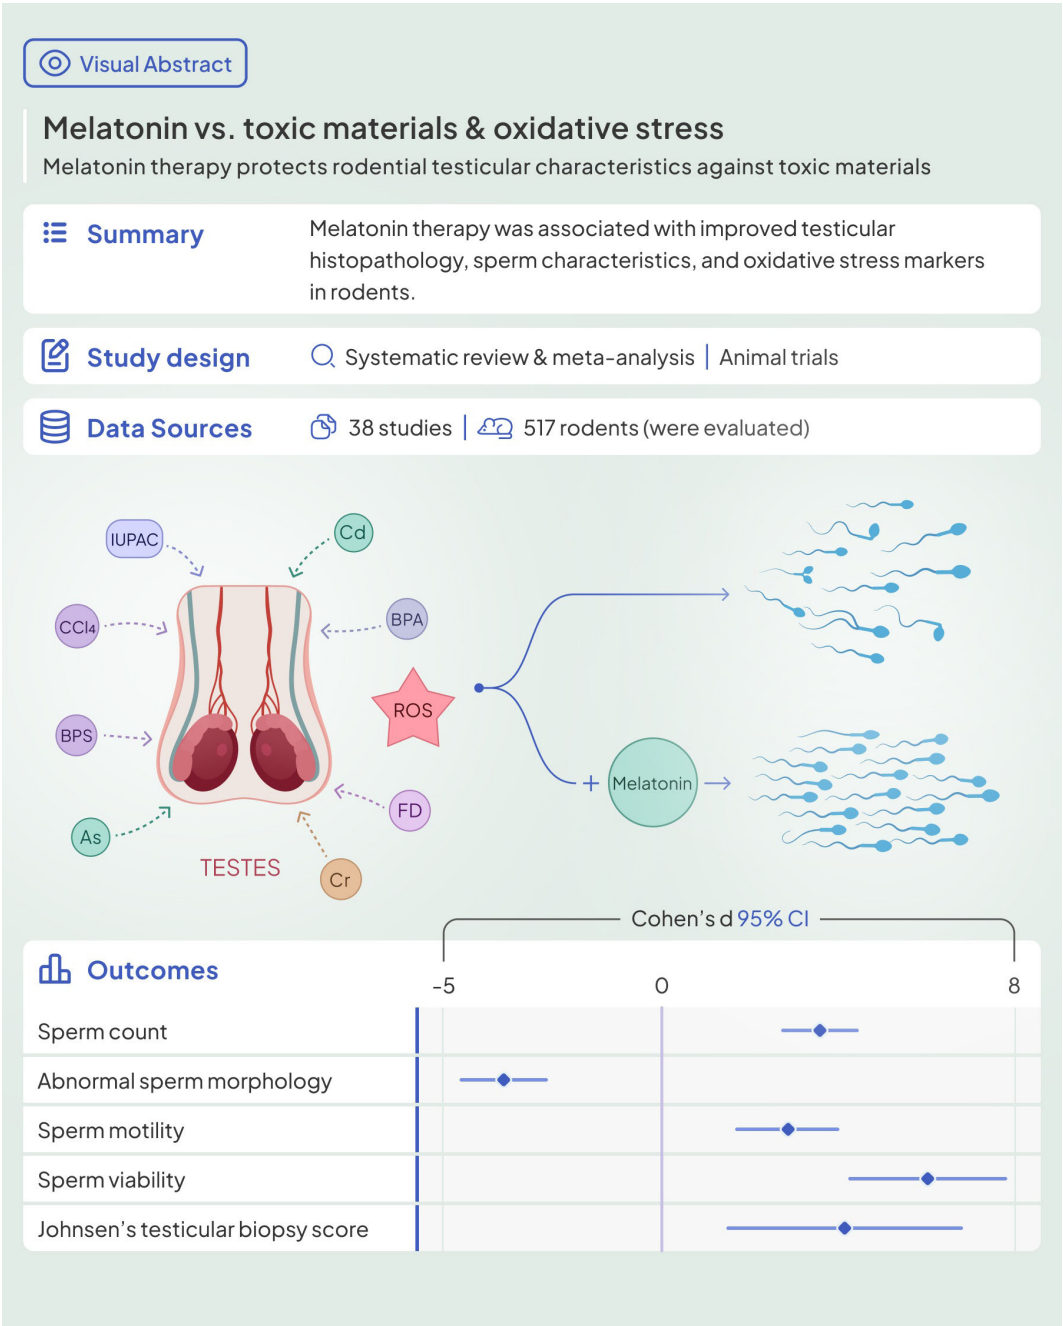 Visual Abstract
Melatonin vs. toxic materials & oxidative stress
Melatonin therapy protects rodential testicular characteristics against toxic materials
Summary
Melatonin therapy was associated with improved testicular
histopathology, sperm characteristics, and oxidative stress markers
in rodents.
Study design
Systematic review & meta-analysis | Animal trials
Data Sources
38 studies | 517 rodents (were evaluated)
IUPAC
Cd
CCl₄
BPA
ROS
BPS
FD
As
Cr
TESTES
+ Melatonin
Cohen's d 95% CI
Outcomes
-5 0 8
Sperm count
Abnormal sperm morphology
Sperm motility
Sperm viability
Johnsen's testicular biopsy score